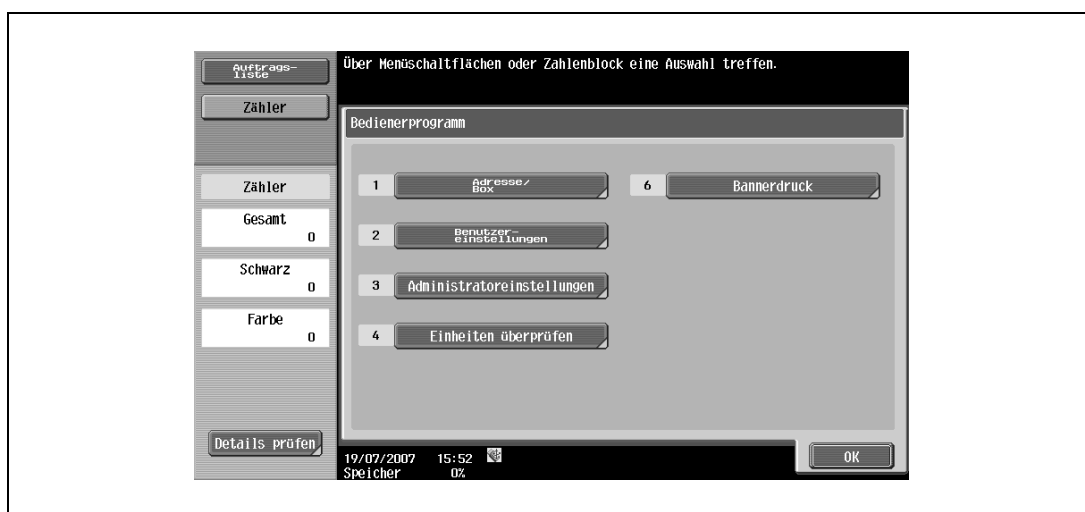 Auftrags-
liste
Zähler
Zähler
Gesamt
0
Schwarz
0
Farbe
0
Details prüfen
Über Menüschaltflächen oder Zahlenblock eine Auswahl treffen.
Bedienerprogramm
1 Adresse/
Box
2 Benutzer-
einstellungen
3 Administratoreinstellungen
4 Einheiten überprüfen
6 Bannerdruck
19/07/2007 15:52
Speicher 0%
OK